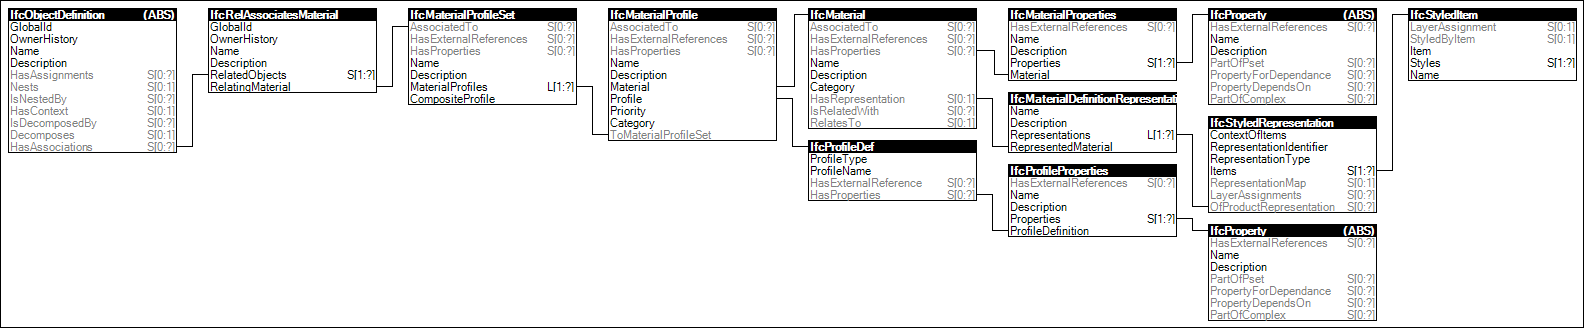 IfcObjectDefinition (ABS)
GlobalId
OwnerHistory
Name
Description
HasAssignments S[0:?]
Nests S[0:1]
IsNestedBy S[0:?]
HasContext S[0:1]
IsDecomposedBy S[0:?]
Decomposes S[0:1]
HasAssociations S[0:?]
IfcRelAssociatesMaterial
GlobalId
OwnerHistory
Name
Description
RelatedObjects S[1:?]
RelatingMaterial
IfcMaterialProfileSet
AssociatedTo S[0:?]
HasExternalReferences S[0:?]
HasProperties S[0:?]
Name
Description
MaterialProfiles L[1:?]
CompositeProfile
IfcMaterialProfile
AssociatedTo S[0:?]
HasExternalReferences S[0:?]
HasProperties S[0:?]
Name
Description
Material
Profile
Priority
Category
ToMaterialProfileSet
IfcMaterial
AssociatedTo S[0:?]
HasExternalReferences S[0:?]
HasProperties S[0:?]
Name
Description
Category
HasRepresentation S[0:1]
IsRelatedWith S[0:?]
RelatesTo S[0:1]
IfcProfileDef
ProfileType
ProfileName
HasExternalReference S[0:?]
HasProperties S[0:?]
IfcMaterialProperties
HasExternalReferences S[0:?]
Name
Description
Properties S[1:?]
Material
IfcMaterialDefinitionRepresentati
Name
Description
Representations L[1:?]
RepresentedMaterial
IfcProfileProperties
HasExternalReferences S[0:?]
Name
Description
Properties S[1:?]
ProfileDefinition
IfcProperty (ABS)
HasExternalReferences S[0:?]
Name
Description
PartOfPset S[0:?]
PropertyForDependance S[0:?]
PropertyDependsOn S[0:?]
PartOfComplex S[0:?]
IfcStyledRepresentation
ContextOfItems
RepresentationIdentifier
RepresentationType
Items S[1:?]
RepresentationMap S[0:1]
LayerAssignments S[0:?]
OfProductRepresentation S[0:?]
IfcProperty (ABS)
HasExternalReferences S[0:?]
Name
Description
PartOfPset S[0:?]
PropertyForDependance S[0:?]
PropertyDependsOn S[0:?]
PartOfComplex S[0:?]
IfcStyledItem
LayerAssignment S[0:1]
StyledByItem S[0:1]
Item
Styles S[1:?]
Name